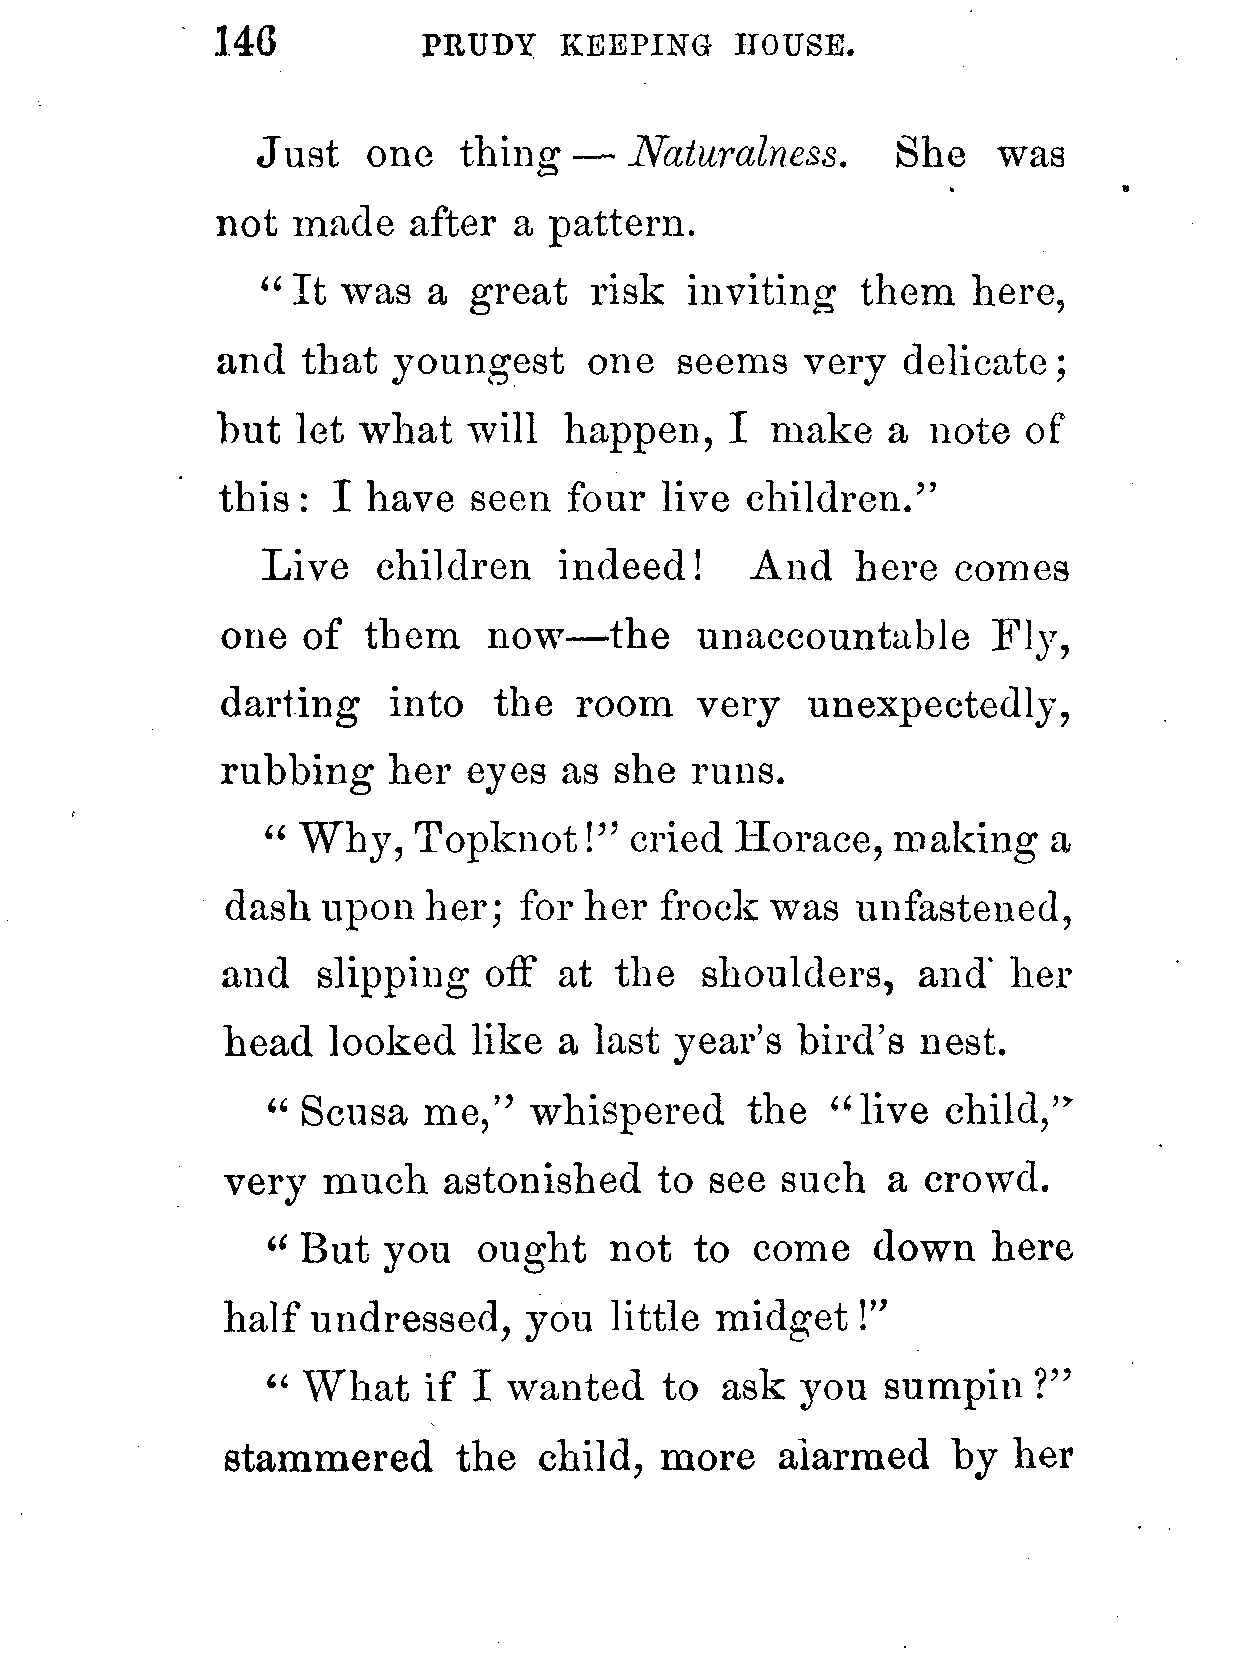 146 PRUDY KEEPING HOUSE.
Just one thing — Naturalness. She was
not made after a pattern.
“It was a great risk inviting them here,
and that youngest one seems very delicate;
but let what will happen, I make a note of
this: I have seen four live children.”
Live children indeed! And here comes
one of them now—the unaccountable Fly,
darting into the room very unexpectedly,
rubbing her eyes as she runs.
“Why, Topknot!” cried Horace, making a
dash upon her; for her frock was unfastened,
and slipping off at the shoulders, and her
head looked like a last year’s bird’s nest.
“Scusa me,” whispered the “live child,”
very much astonished to see such a crowd.
“But you ought not to come down here
half undressed, you little midget!”
“What if I wanted to ask you sumpin?”
stammered the child, more alarmed by her